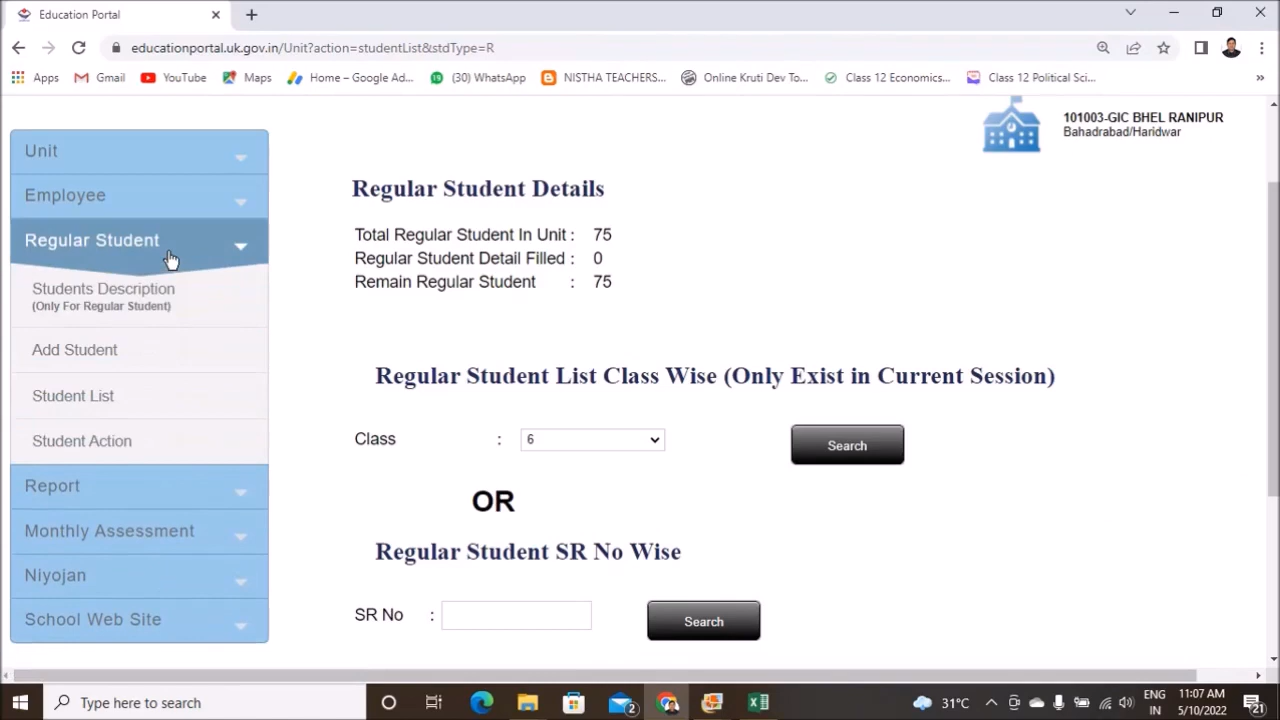 Education Portal
educationportal.uk.gov.in/Unit?action=studentList&stdType=R
Apps
Gmail
YouTube
Maps
Home – Google Ad...
(30) WhatsApp
NISTHA TEACHERS...
Online Kruti Dev To...
Class 12 Economics...
Class 12 Political Sci...
»
101003-GIC BHEL RANIPUR
Bahadrabad/Haridwar
Unit
Employee
Regular Student
Students Description
(Only For Regular Student)
Add Student
Student List
Student Action
Report
Monthly Assessment
Niyojan
School Web Site
Regular Student Details
Total Regular Student In Unit : 75
Regular Student Detail Filled : 0
Remain Regular Student : 75
Regular Student List Class Wise (Only Exist in Current Session)
Class : 6
Search
OR
Regular Student SR No Wise
SR No :
Search
Type here to search
2
31°C
ENG
IN
11:07 AM
5/10/2022
21